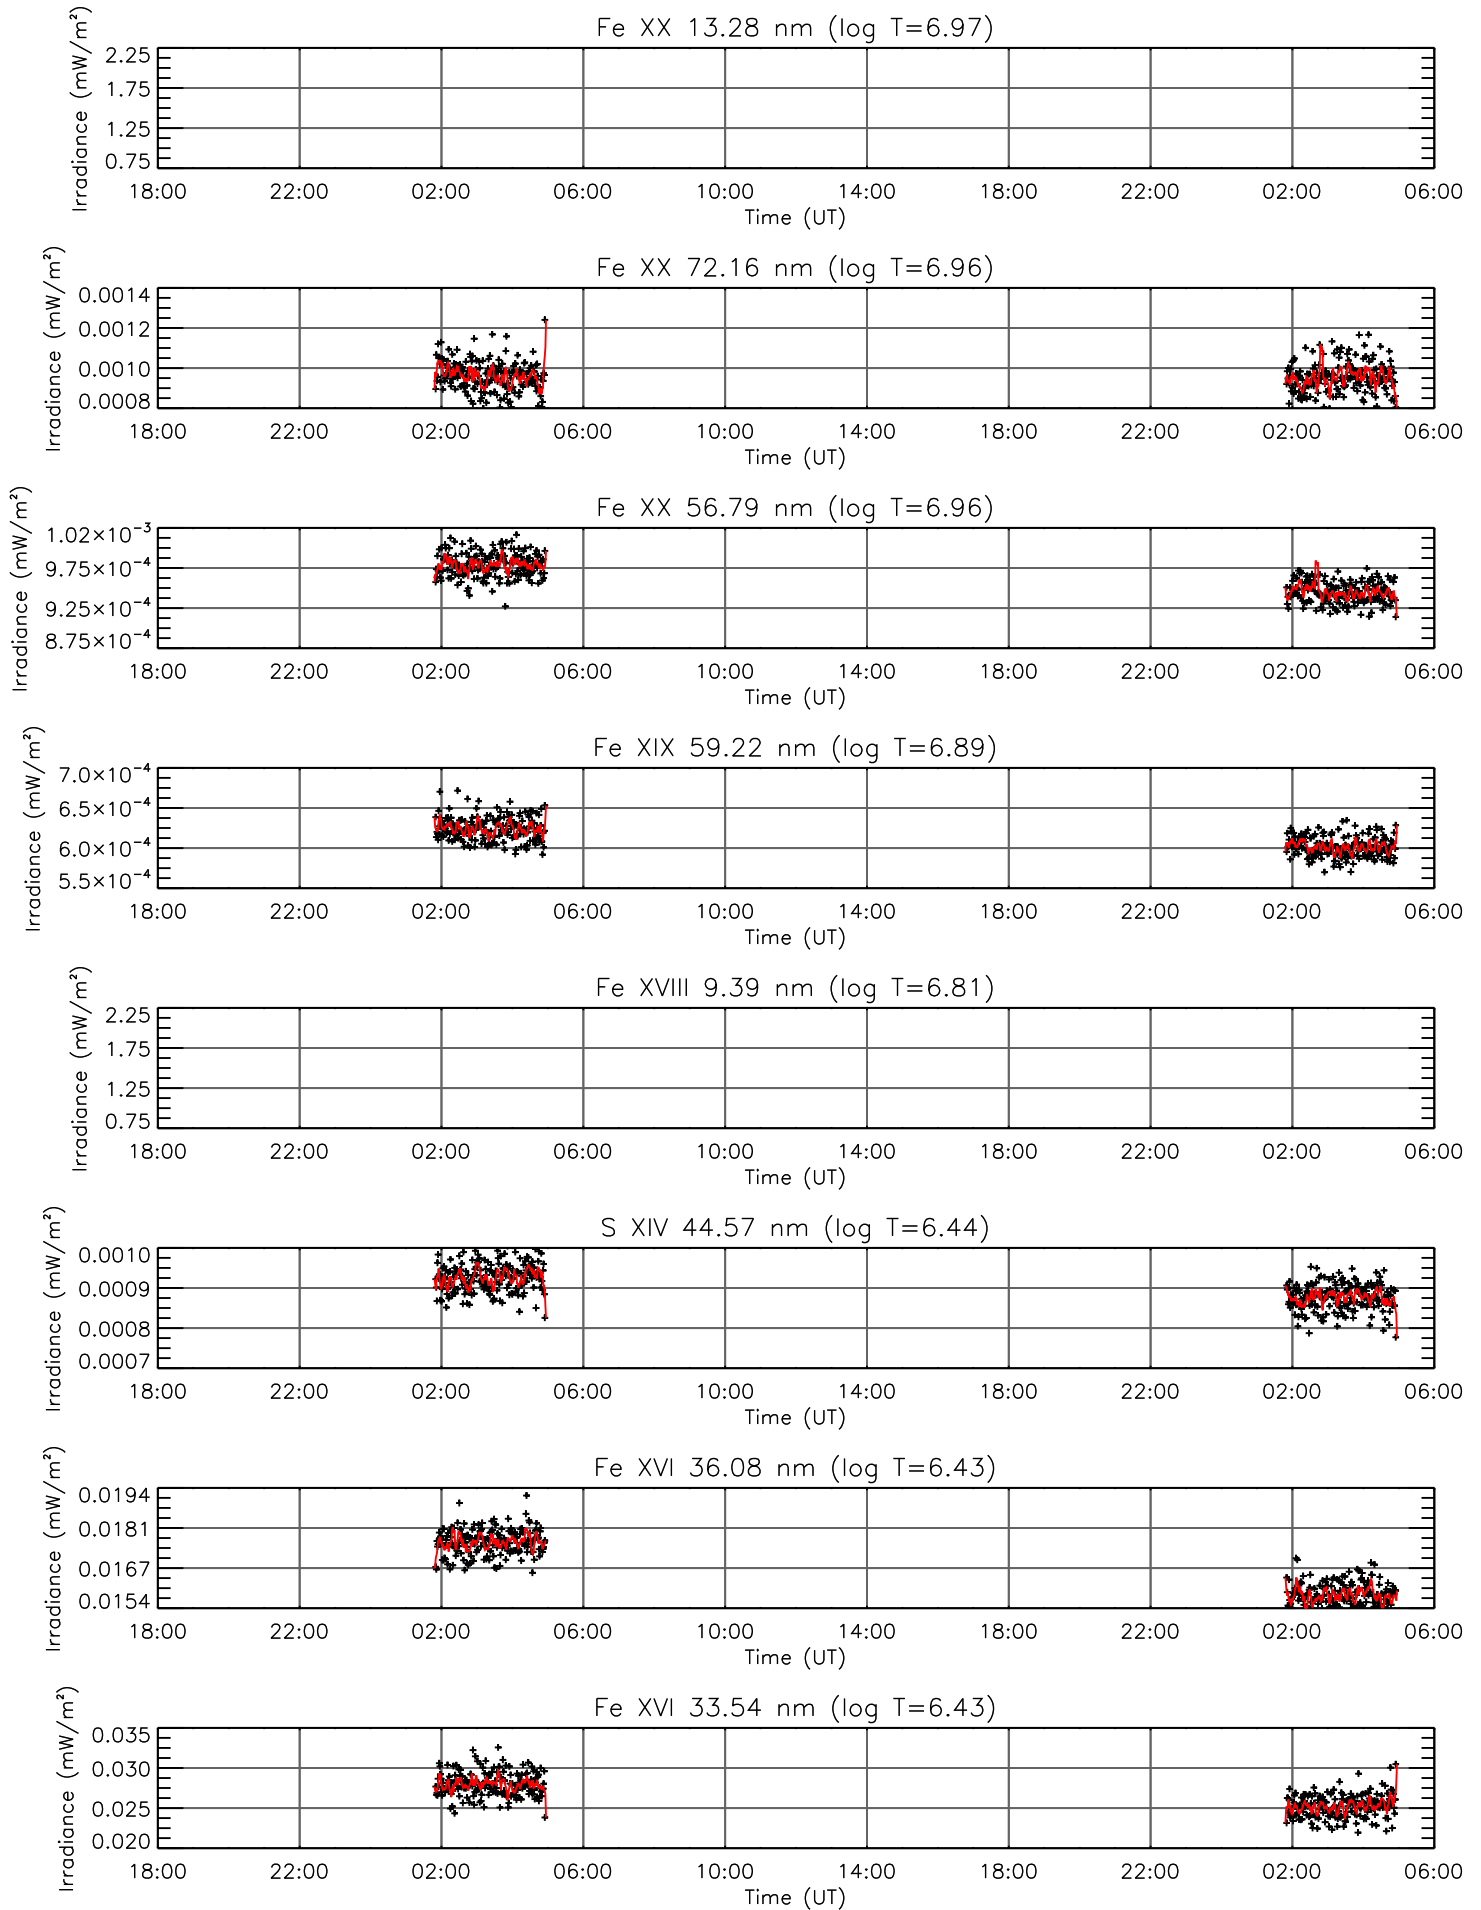 Fe XX 13.28 nm (log T=6.97)
Irradiance (mW/m²)
2.25
1.75
1.25
0.75
18:00 22:00 02:00 06:00 10:00 14:00 18:00 22:00 02:00 06:00
Time (UT)
Fe XX 72.16 nm (log T=6.96)
Irradiance (mW/m²)
0.0014
0.0012
0.0010
0.0008
18:00 22:00 02:00 06:00 10:00 14:00 18:00 22:00 02:00 06:00
Time (UT)
Fe XX 56.79 nm (log T=6.96)
Irradiance (mW/m²)
1.02×10⁻³
9.75×10⁻⁴
9.25×10⁻⁴
8.75×10⁻⁴
18:00 22:00 02:00 06:00 10:00 14:00 18:00 22:00 02:00 06:00
Time (UT)
Fe XIX 59.22 nm (log T=6.89)
Irradiance (mW/m²)
7.0×10⁻⁴
6.5×10⁻⁴
6.0×10⁻⁴
5.5×10⁻⁴
18:00 22:00 02:00 06:00 10:00 14:00 18:00 22:00 02:00 06:00
Time (UT)
Fe XVIII 9.39 nm (log T=6.81)
Irradiance (mW/m²)
2.25
1.75
1.25
0.75
18:00 22:00 02:00 06:00 10:00 14:00 18:00 22:00 02:00 06:00
Time (UT)
S XIV 44.57 nm (log T=6.44)
Irradiance (mW/m²)
0.0010
0.0009
0.0008
0.0007
18:00 22:00 02:00 06:00 10:00 14:00 18:00 22:00 02:00 06:00
Time (UT)
Fe XVI 36.08 nm (log T=6.43)
Irradiance (mW/m²)
0.0194
0.0181
0.0167
0.0154
18:00 22:00 02:00 06:00 10:00 14:00 18:00 22:00 02:00 06:00
Time (UT)
Fe XVI 33.54 nm (log T=6.43)
Irradiance (mW/m²)
0.035
0.030
0.025
0.020
18:00 22:00 02:00 06:00 10:00 14:00 18:00 22:00 02:00 06:00
Time (UT)